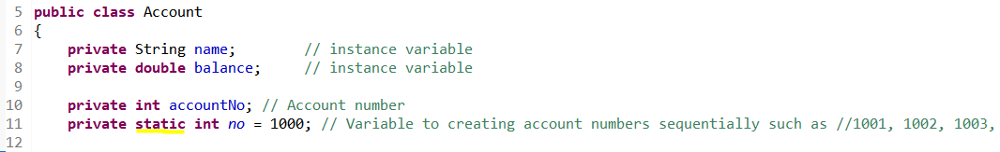 5 public class Account
6 {
7 private String name; // instance variable
8 private double balance; // instance variable
9
10 private int accountNo; // Account number
11 private static int no = 1000; // Variable to creating account numbers sequentially such as //1001, 1002, 1003,
12